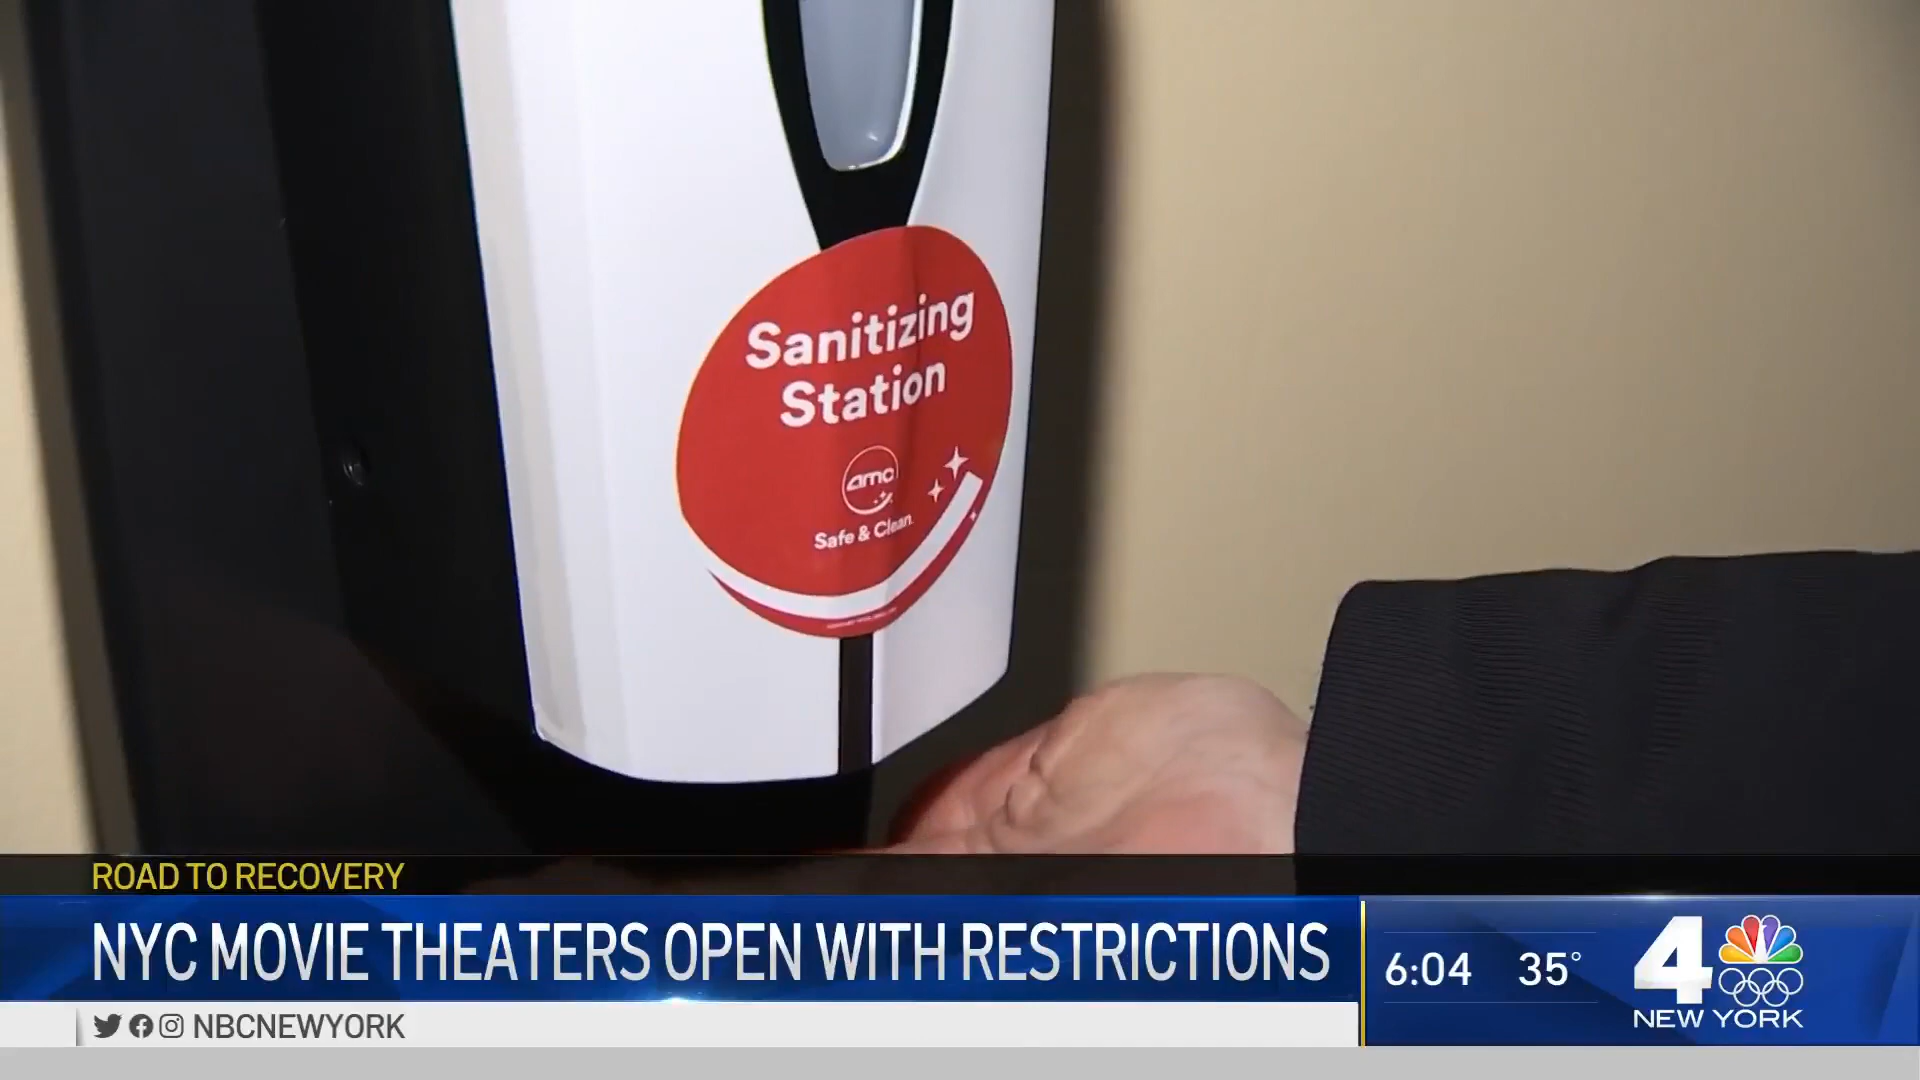 Sanitizing
Station
amc
Safe & Clean.
ROAD TO RECOVERY
NYC MOVIE THEATERS OPEN WITH RESTRICTIONS
6:04 35°
4
NEW YORK
NBCNEWYORK